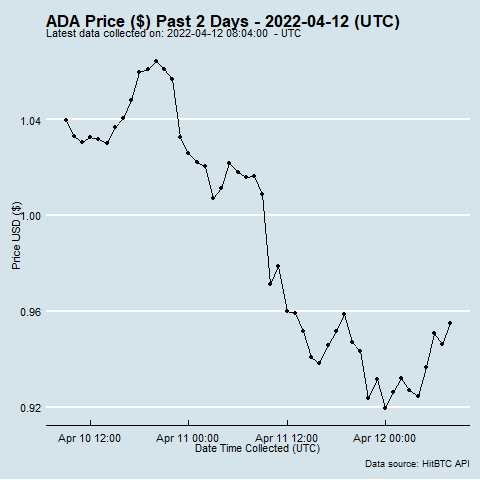 ADA Price ($) Past 2 Days - 2022-04-12 (UTC)
Latest data collected on: 2022-04-12 08:04:00 - UTC
Price USD ($)
1.04
1.00
0.96
0.92
Apr 10 12:00 Apr 11 00:00 Apr 11 12:00 Apr 12 00:00
Date Time Collected (UTC)
Data source: HitBTC API